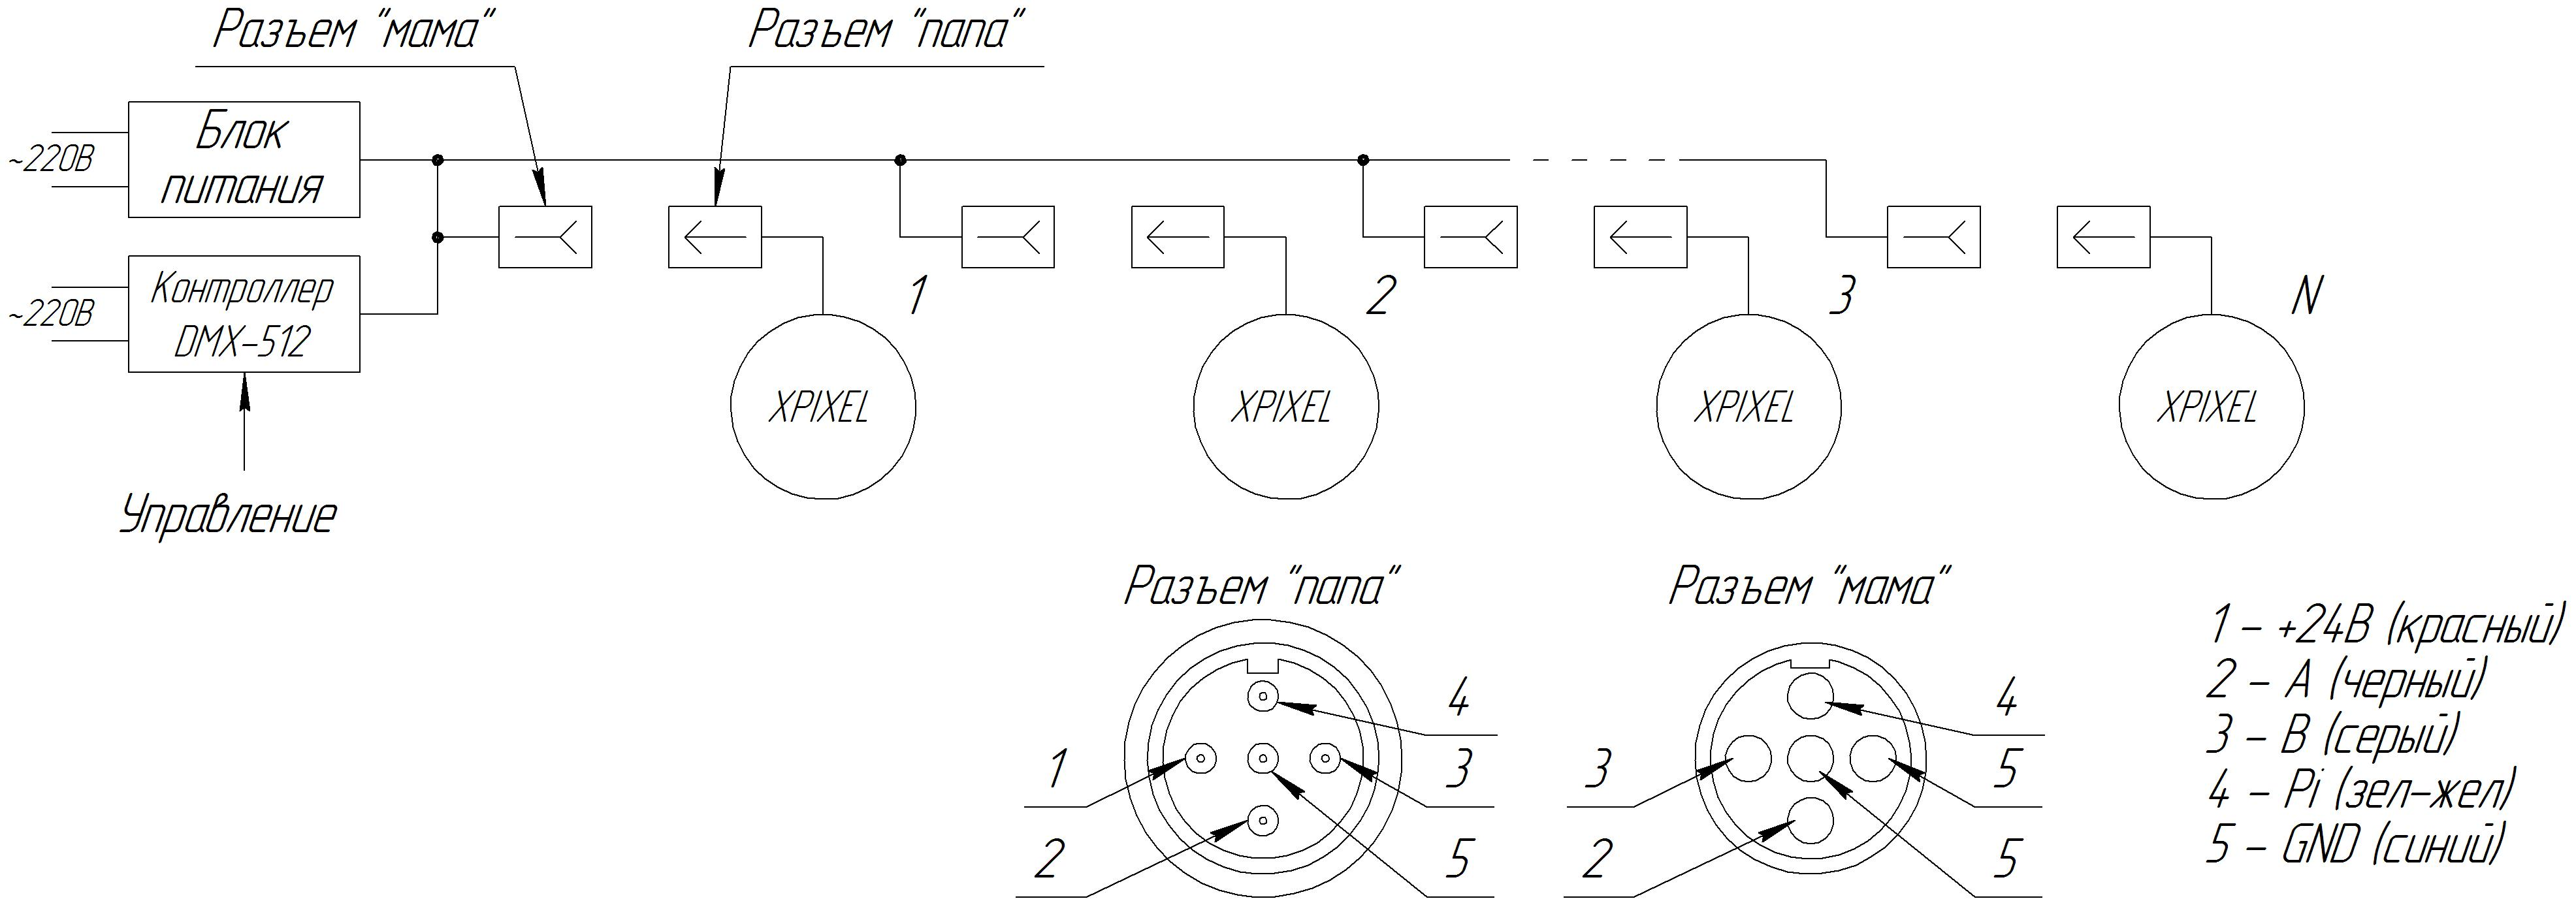 Разъем "мама"
Разъем "папа"
~220В
Блок
питания
~220В
Контроллер
DMX-512
Управление
1
2
3
N
XPIXEL
XPIXEL
XPIXEL
XPIXEL
Разъем "папа"
4
1
3
2
5
Разъем "мама"
4
3
5
2
5
1 - +24В (красный)
2 - А (черный)
3 - В (серый)
4 - Pi (зел-жел)
5 - GND (синий)